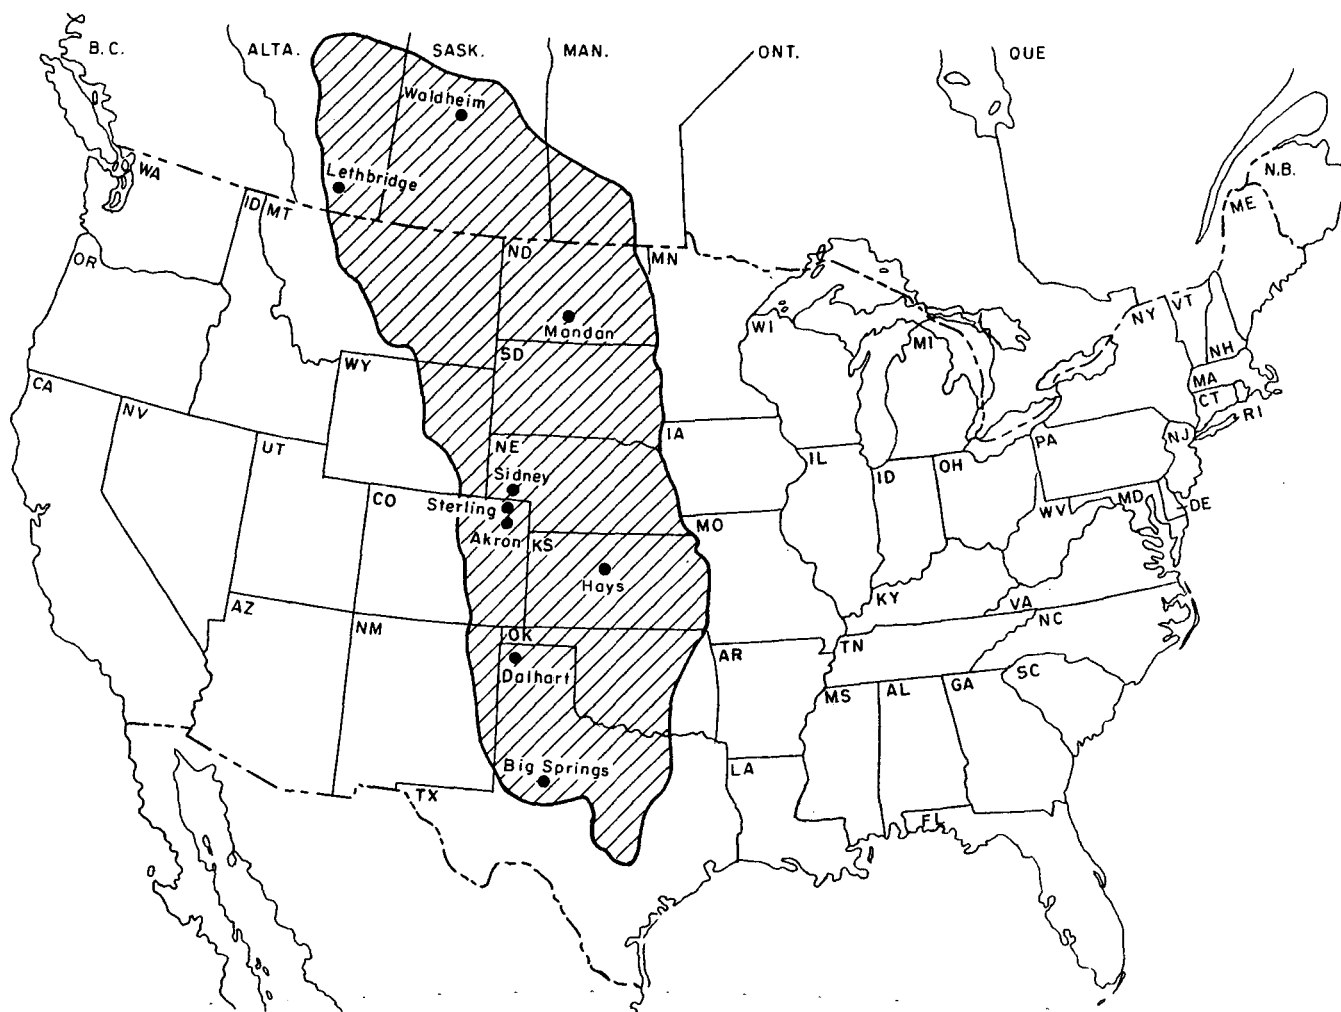 B.C.
ALTA.
SASK.
MAN.
ONT.
QUE
Waldheim
WA
Lethbridge
N.B.
ID
MT
ME
OR
ND
MN
NY
VT
WI
Mandan
MI
NH
SD
WY
MA
CA
CT
NV
RI
IA
UT
NE
PA
NJ
IL
ID
OH
Sidney
CO
Sterling
MD
WV
DE
MO
Akron
KS
Hays
KY
VA
AZ
NC
NM
OK
TN
AR
SC
Dalhart
MS
AL
GA
Big Springs
LA
TX
FL